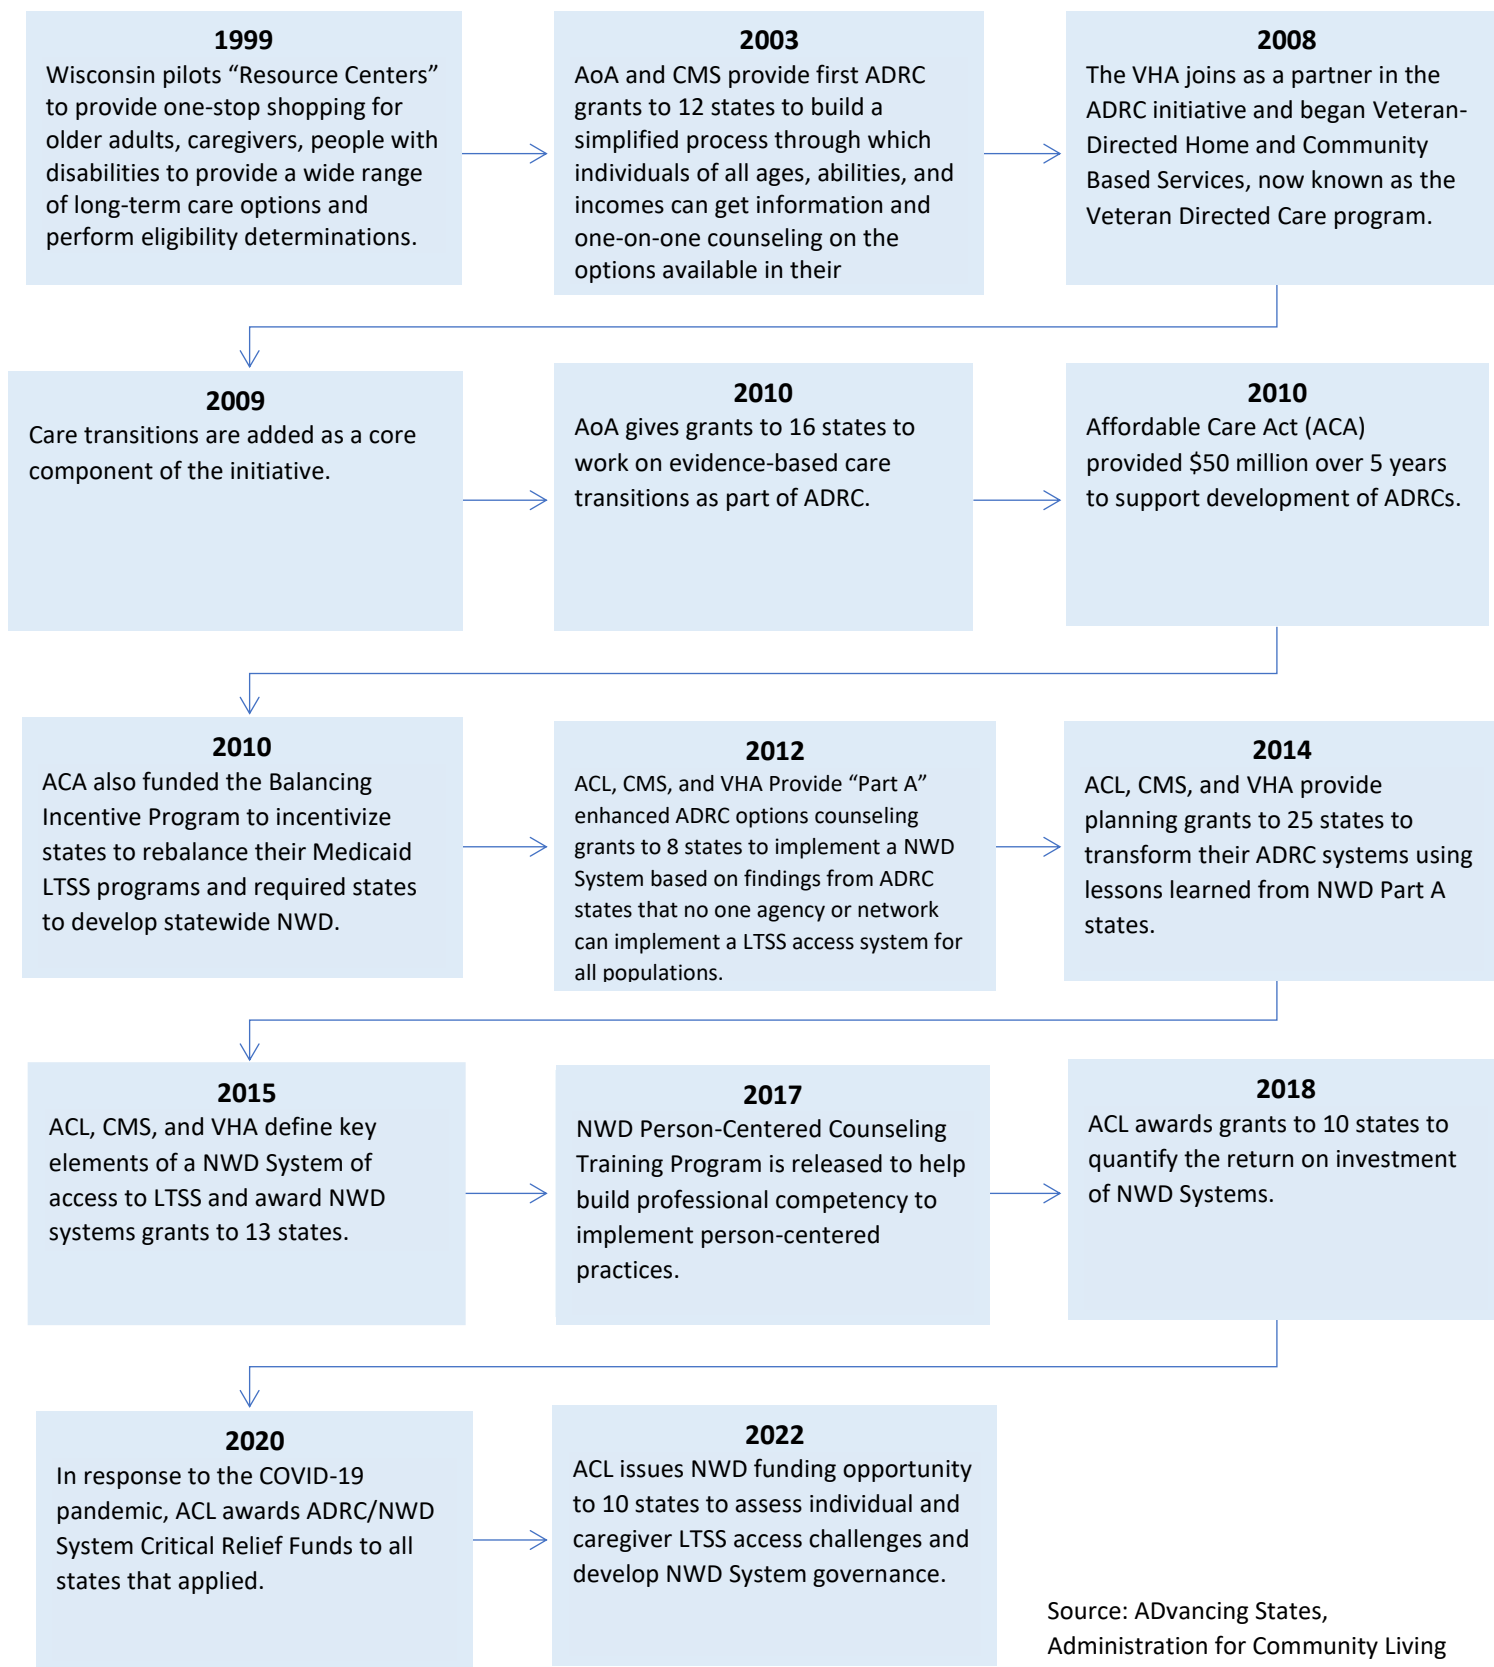 1999
Wisconsin pilots “Resource Centers”
to provide one-stop shopping for
older adults, caregivers, people with
disabilities to provide a wide range
of long-term care options and
perform eligibility determinations.
2003
AoA and CMS provide first ADRC
grants to 12 states to build a
simplified process through which
individuals of all ages, abilities, and
incomes can get information and
one-on-one counseling on the
options available in their
2008
The VHA joins as a partner in the
ADRC initiative and began Veteran-
Directed Home and Community
Based Services, now known as the
Veteran Directed Care program.
2009
Care transitions are added as a core
component of the initiative.
2010
AoA gives grants to 16 states to
work on evidence-based care
transitions as part of ADRC.
2010
Affordable Care Act (ACA)
provided $50 million over 5 years
to support development of ADRCs.
2010
ACA also funded the Balancing
Incentive Program to incentivize
states to rebalance their Medicaid
LTSS programs and required states
to develop statewide NWD.
2012
ACL, CMS, and VHA Provide “Part A”
enhanced ADRC options counseling
grants to 8 states to implement a NWD
System based on findings from ADRC
states that no one agency or network
can implement a LTSS access system for
all populations.
2014
ACL, CMS, and VHA provide
planning grants to 25 states to
transform their ADRC systems using
lessons learned from NWD Part A
states.
2015
ACL, CMS, and VHA define key
elements of a NWD System of
access to LTSS and award NWD
systems grants to 13 states.
2017
NWD Person-Centered Counseling
Training Program is released to help
build professional competency to
implement person-centered
practices.
2018
ACL awards grants to 10 states to
quantify the return on investment
of NWD Systems.
2020
In response to the COVID-19
pandemic, ACL awards ADRC/NWD
System Critical Relief Funds to all
states that applied.
2022
ACL issues NWD funding opportunity
to 10 states to assess individual and
caregiver LTSS access challenges and
develop NWD System governance.
Source: ADvancing States,
Administration for Community Living